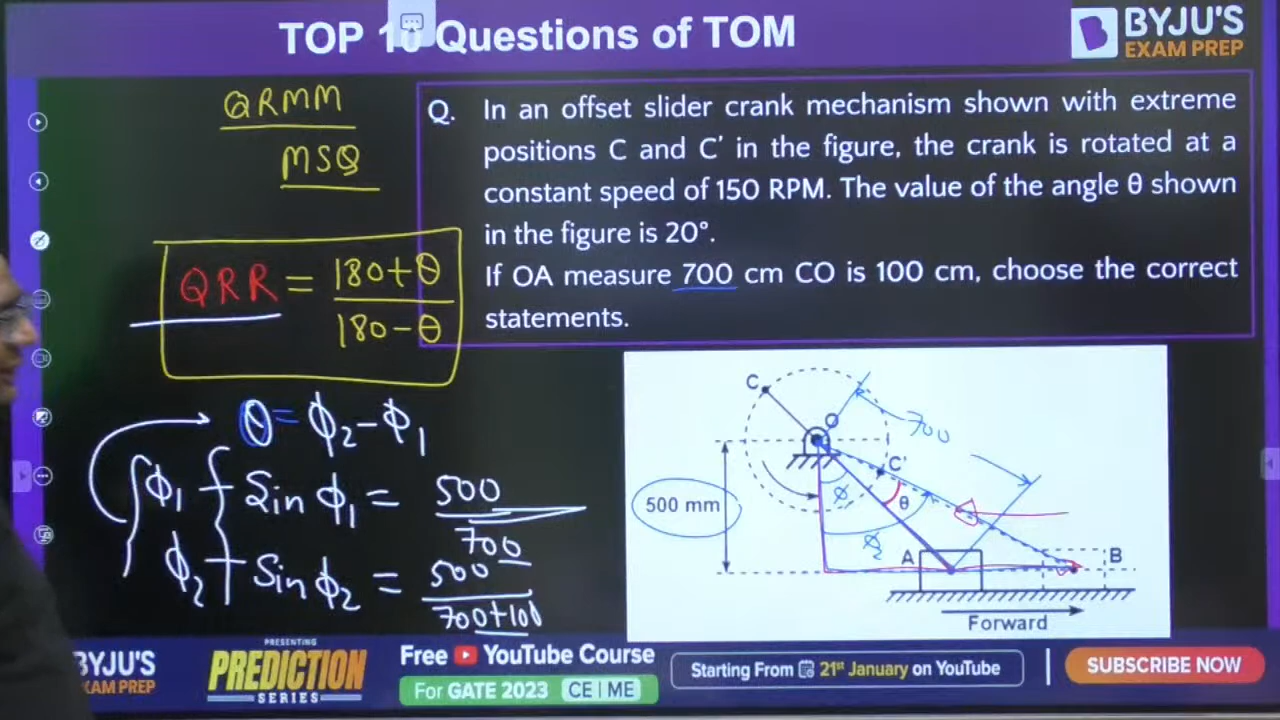 TOP 10 Questions of TOM
BYJU'S
EXAM PREP
QRMM
MSQ
QRR = 180+θ
180-θ
θ = ϕ2 - ϕ1
ϕ1 Sin ϕ1 = 500
700
ϕ2 Sin ϕ2 = 500
700+100
Q. In an offset slider crank mechanism shown with extreme
positions C and C' in the figure, the crank is rotated at a
constant speed of 150 RPM. The value of the angle θ shown
in the figure is 20°.
If OA measure 700 cm CO is 100 cm, choose the correct
statements.
C
O
700
C'
500 mm
ϕ
θ
ϕ2
A
B
Forward
BYJU'S
EXAM PREP
PRESENTING
PREDICTION
SERIES
Free YouTube Course
For GATE 2023 CE | ME
Starting From 21st January on YouTube
SUBSCRIBE NOW